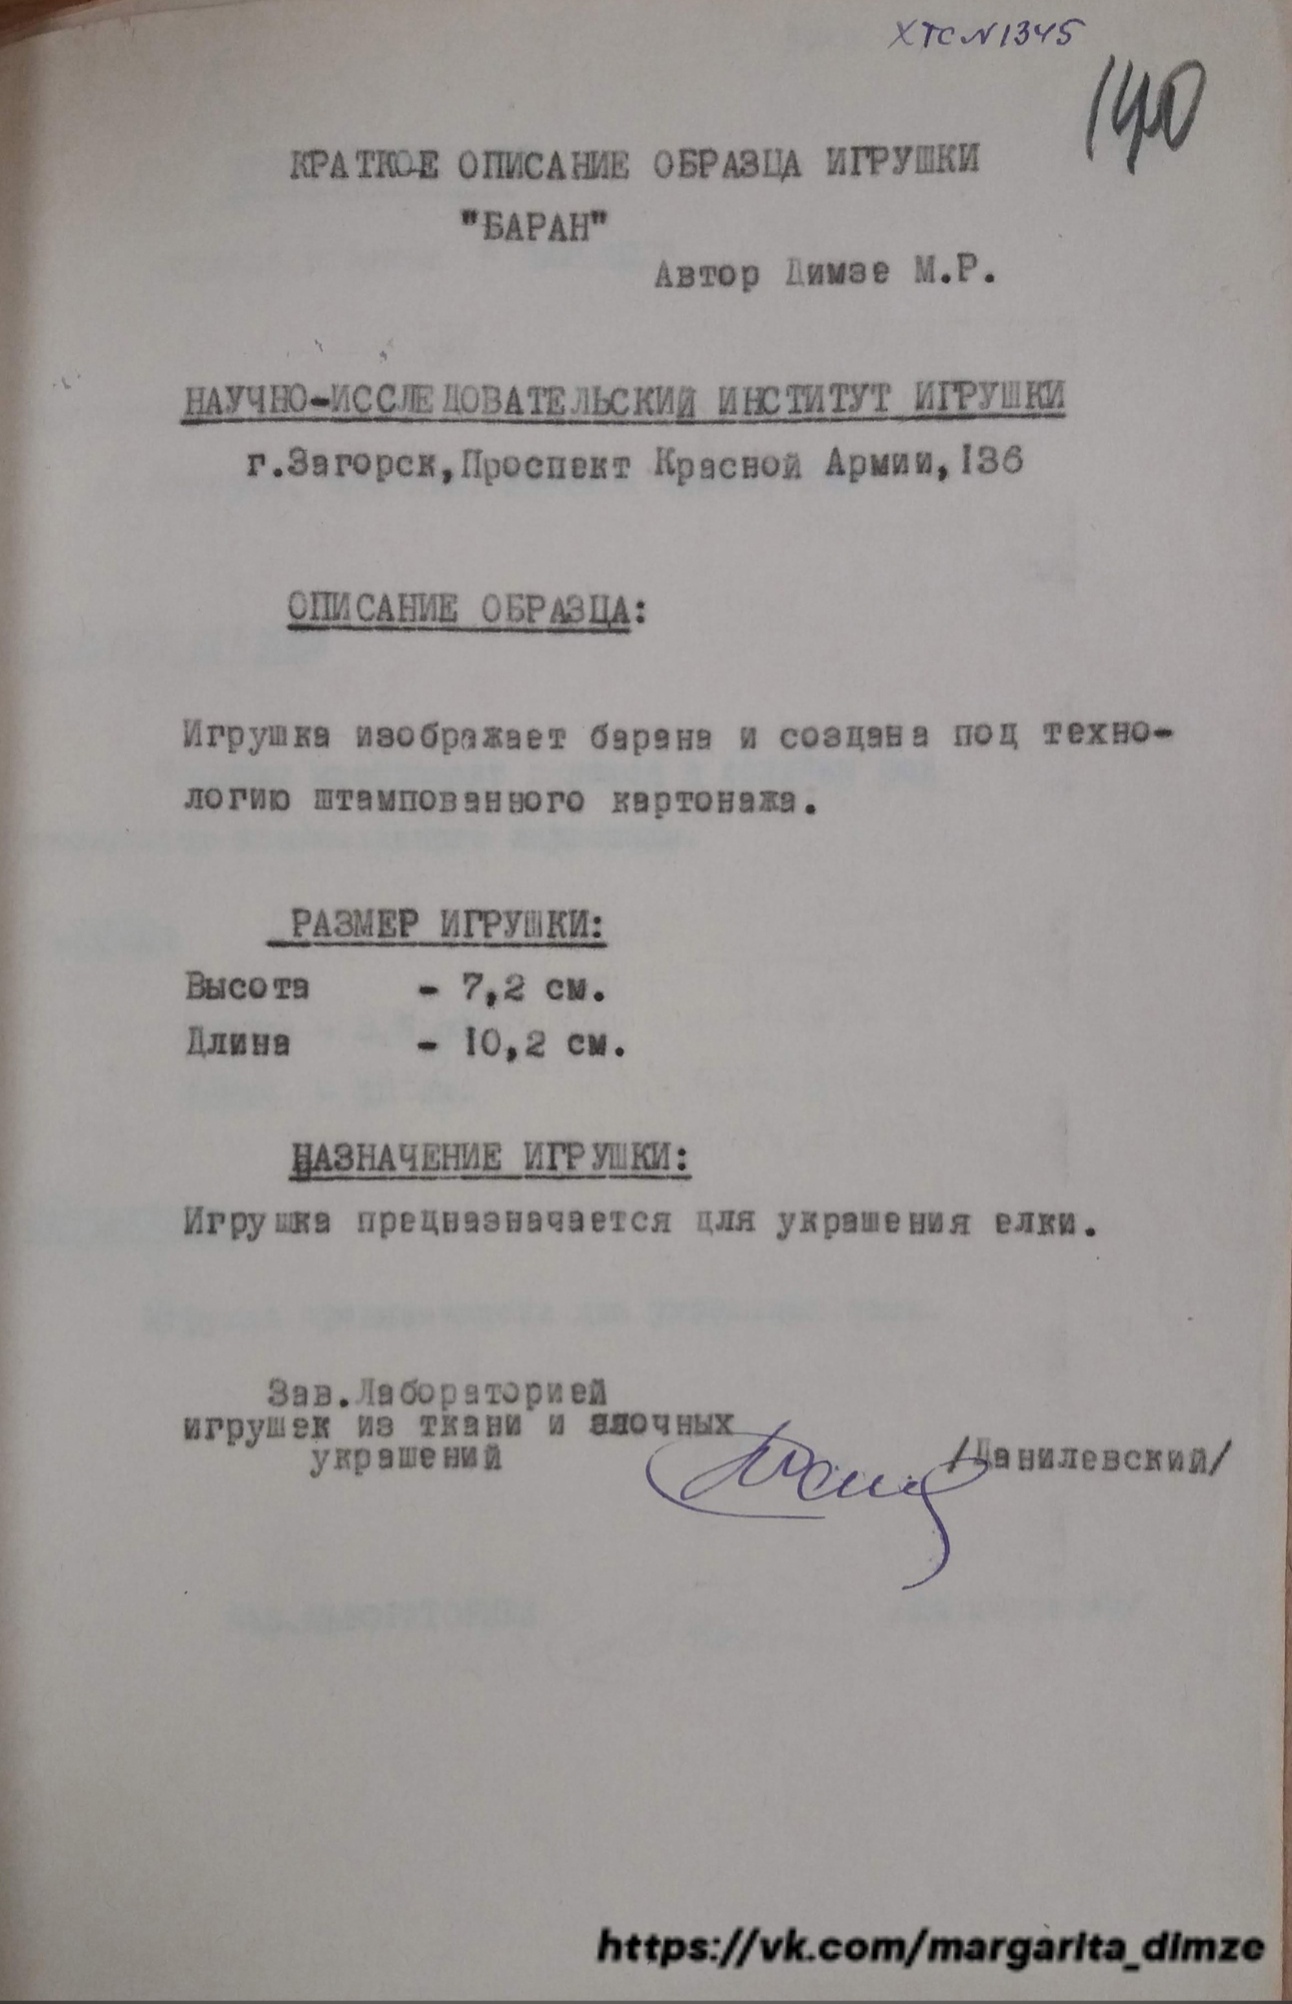 ХТС N 1345
140
КРАТКОЕ ОПИСАНИЕ ОБРАЗЦА ИГРУШКИ
"БАРАН"
Автор Димзе М.Р.
НАУЧНО-ИССЛЕДОВАТЕЛЬСКИЙ ИНСТИТУТ ИГРУШКИ
г.Загорск,Проспект Красной Армии,136
ОПИСАНИЕ ОБРАЗЦА:
Игрушка изображает барана и создана под техно-
логию штампованного картонажа.
РАЗМЕР ИГРУШКИ:
Высота - 7,2 см.
Длина - 10,2 см.
НАЗНАЧЕНИЕ ИГРУШКИ:
Игрушка предназначается для украшения елки.
Зав.Лабораторией
игрушек из ткани и елочных
украшений /Данилевский/
https://vk.com/margarita_dimze